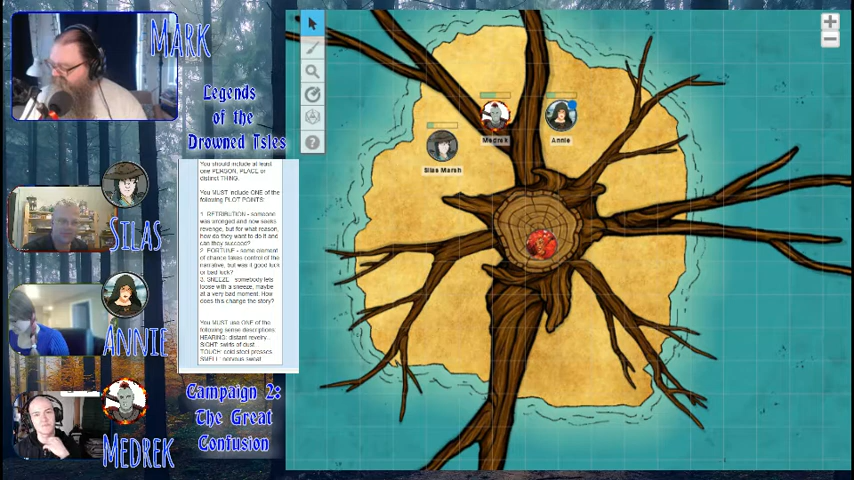 MARK
Legends
of the
Drowned Isles
You should include at least
one PERSON, PLACE or
distinct THING.
You MUST include ONE of the
following PLOT POINTS:
1. RETRIBUTION - someone
was wronged and now seeks
revenge, but for what reason,
how do they want to do it and
can they succeed?
2. FORTUNE - some element
of chance takes control of the
narrative, but was it good luck
or bad luck?
3. SNEEZE - somebody lets
loose with a sneeze, maybe
at a very bad moment. How
does this change the story?
You MUST use ONE of the
following sense descriptions.
HEARING: distant revelry
SIGHT: swirls of dust
TOUCH: cold steel presses
SMELL: nervous sweat
SILAS
ANNIE
Campaign 2:
The Great
Confusion
MEDREK
Silas Marsh
Medrek
Annie